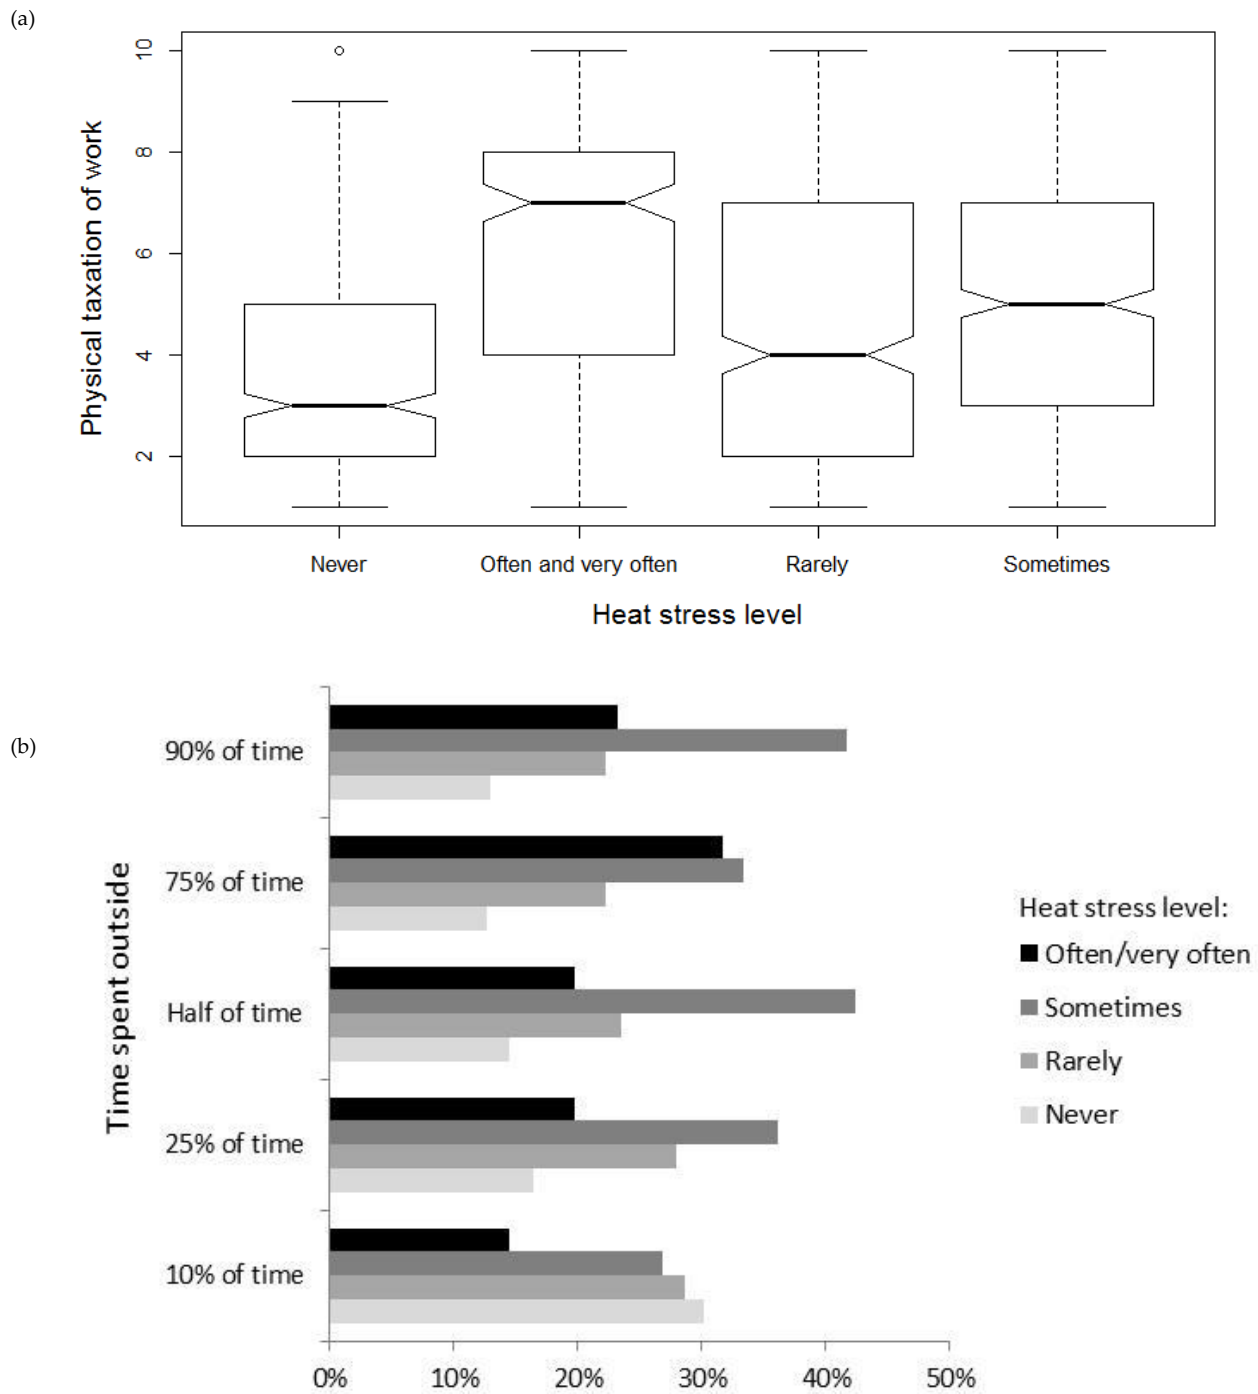 (a)
10
8
6
4
2
Physical taxation of work
Never
Often and very often
Rarely
Sometimes
Heat stress level
(b)
Time spent outside
90% of time
75% of time
Half of time
25% of time
10% of time
0%
10%
20%
30%
40%
50%
Heat stress level:
Often/very often
Sometimes
Rarely
Never